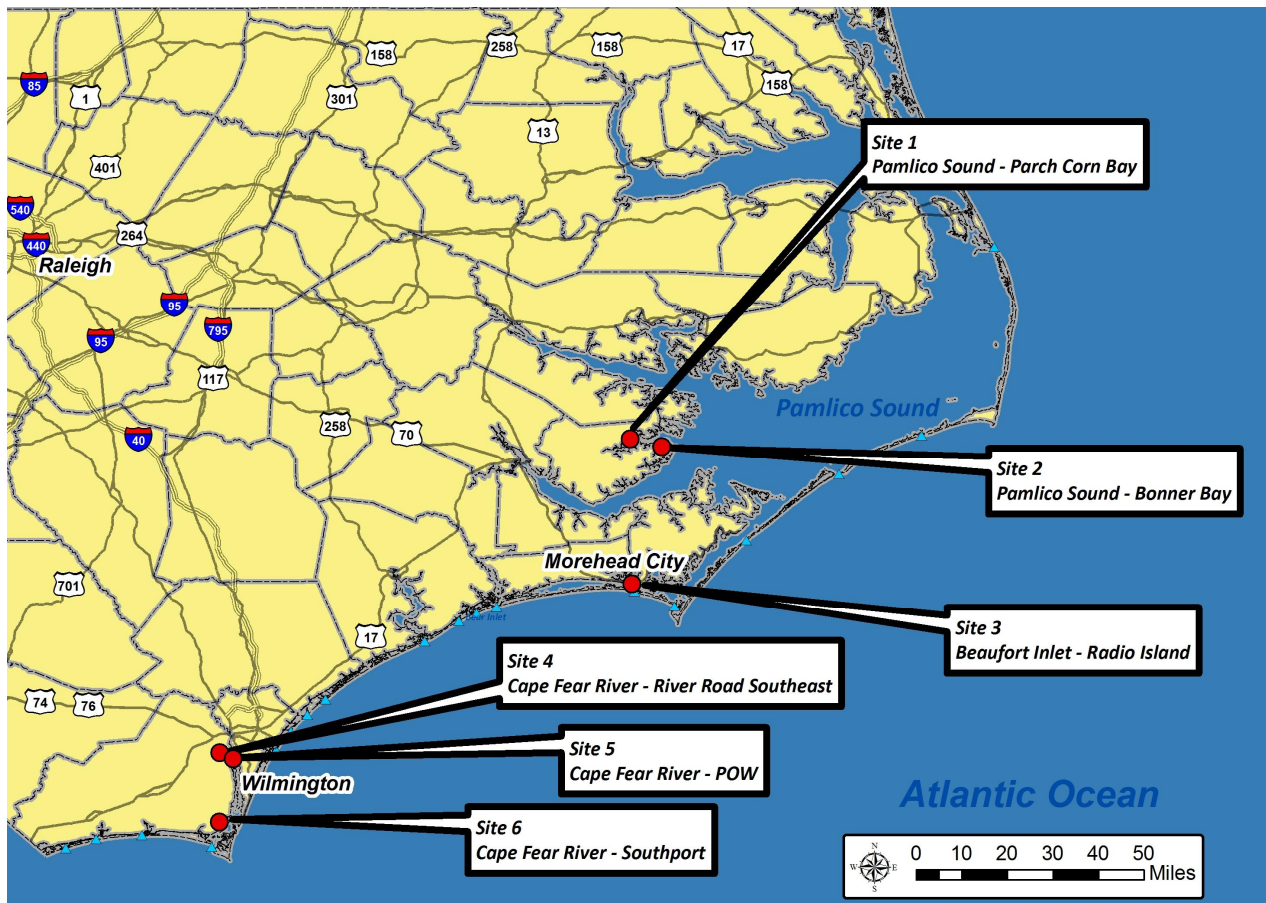 158
258
158
17
158
85
1
301
13
401
Site 1
Pamlico Sound - Parch Corn Bay
540
264
440
Raleigh
95
795
95
117
Pamlico Sound
258
70
40
Site 2
Pamlico Sound - Bonner Bay
Morehead City
701
Bear Inlet
Site 3
Beaufort Inlet - Radio Island
17
Site 4
Cape Fear River - River Road Southeast
74
76
Site 5
Cape Fear River - POW
Wilmington
Atlantic Ocean
Site 6
Cape Fear River - Southport
N
W E
S
0 10 20 30 40 50
Miles